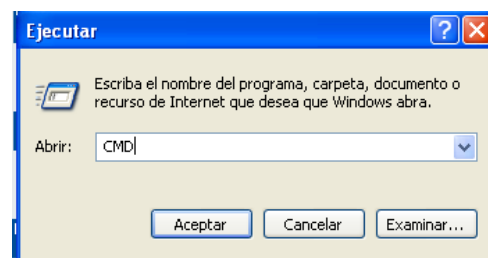 Ejecutar
Escriba el nombre del programa, carpeta, documento o
recurso de Internet que desea que Windows abra.
Abrir: CMD
Aceptar Cancelar Examinar...